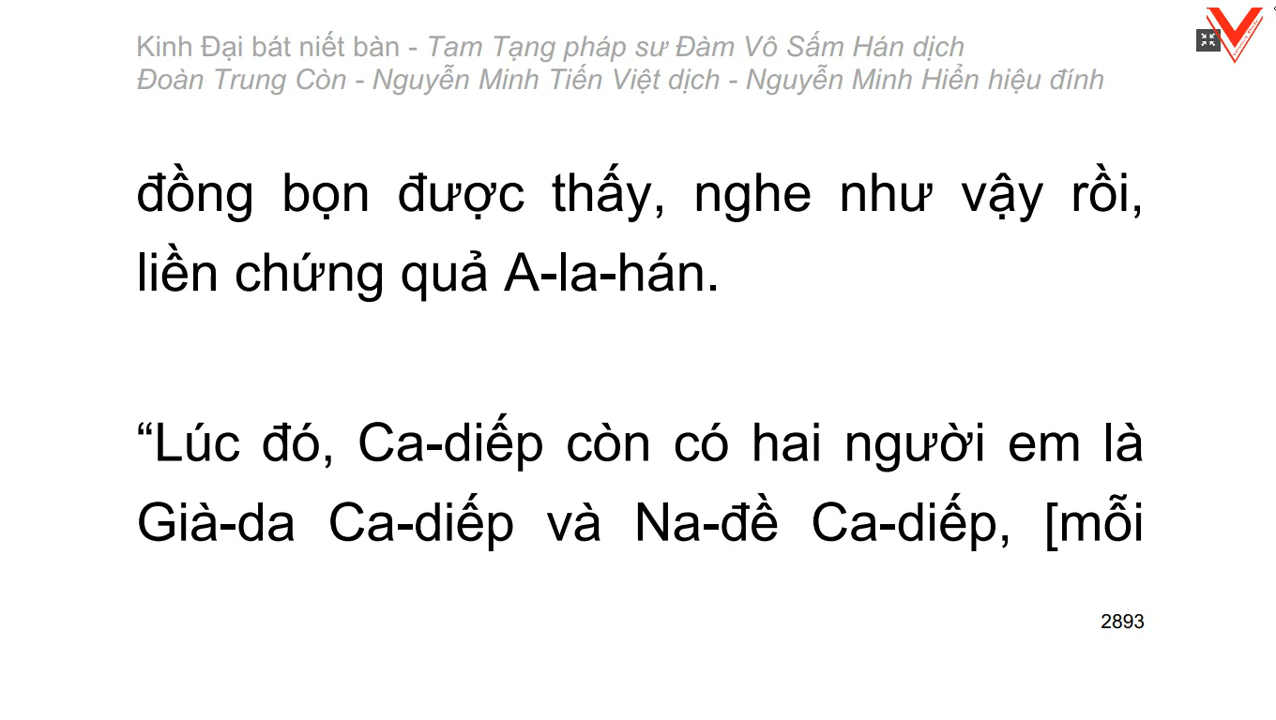 Kinh Đại bát niết bàn - Tam Tạng pháp sư Đàm Vô Sấm Hán dịch
Đoàn Trung Còn - Nguyễn Minh Tiến Việt dịch - Nguyễn Minh Hiển hiệu đính
đồng bọn được thấy, nghe như vậy rồi,
liền chứng quả A-la-hán.
“Lúc đó, Ca-diếp còn có hai người em là
Già-da Ca-diếp và Na-đề Ca-diếp, [mỗi
2893